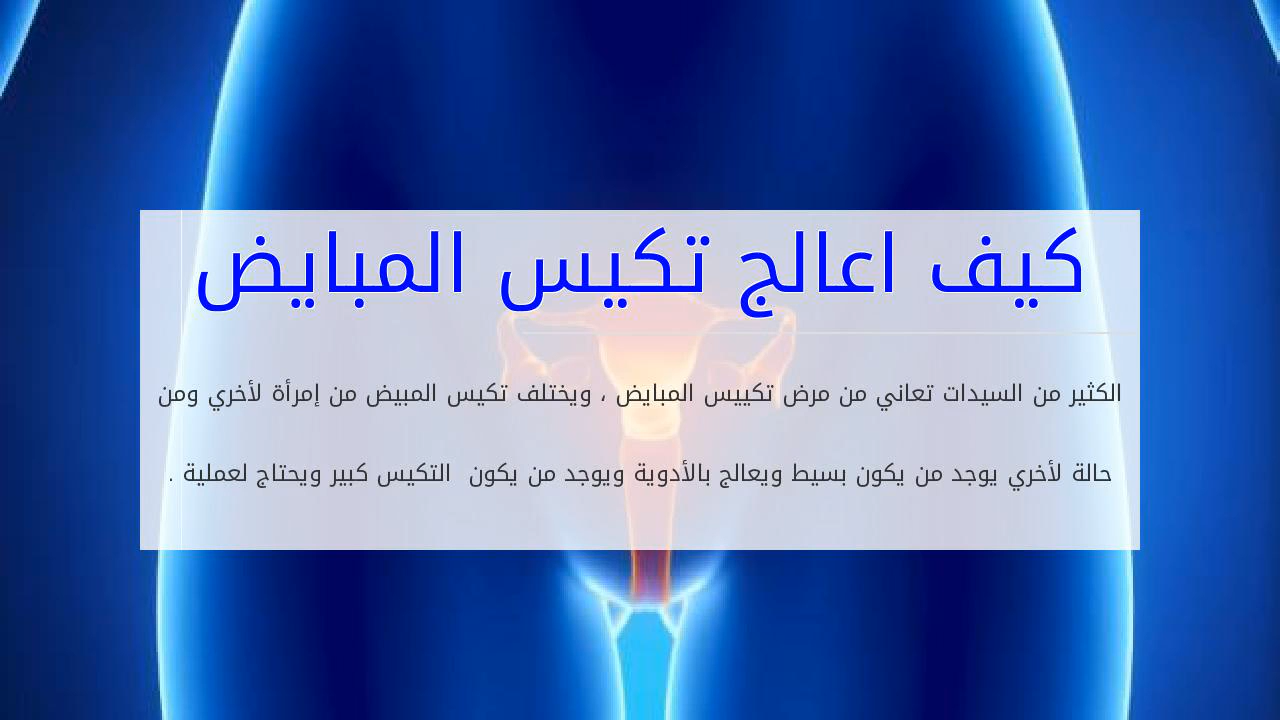 كيف اعالج تكيس المبايض
الكثير من السيدات تعاني من مرض تكييس المبايض ، ويختلف تكيس المبيض من إمرأة لأخري ومن
حالة لأخري يوجد من يكون بسيط ويعالج بالأدوية ويوجد من يكون التكيس كبير ويحتاج لعملية .